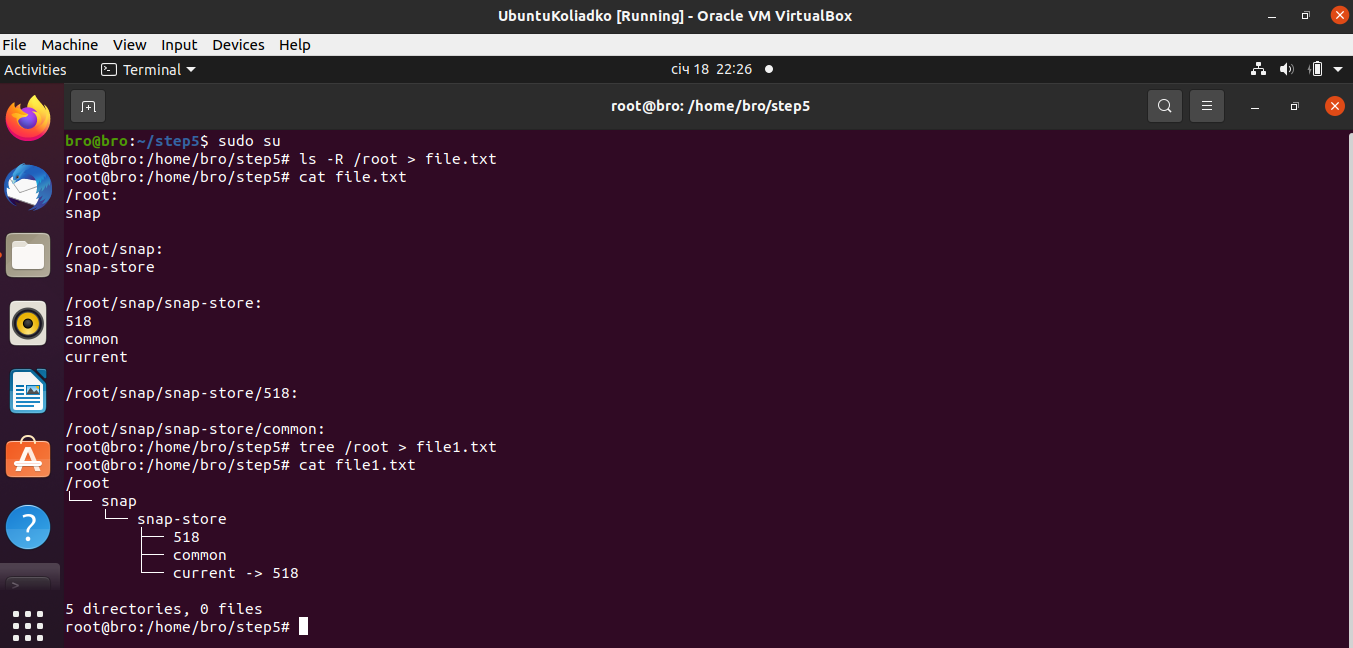 UbuntuKoliadko [Running] - Oracle VM VirtualBox
File Machine View Input Devices Help
Activities Terminal січ 18 22:26
root@bro: /home/bro/step5
bro@bro:~/step5$ sudo su
root@bro:/home/bro/step5# ls -R /root > file.txt
root@bro:/home/bro/step5# cat file.txt
/root:
snap
/root/snap:
snap-store
/root/snap/snap-store:
518
common
current
/root/snap/snap-store/518:
/root/snap/snap-store/common:
root@bro:/home/bro/step5# tree /root > file1.txt
root@bro:/home/bro/step5# cat file1.txt
/root
└── snap
    └── snap-store
        ├── 518
        ├── common
        └── current -> 518
5 directories, 0 files
root@bro:/home/bro/step5#